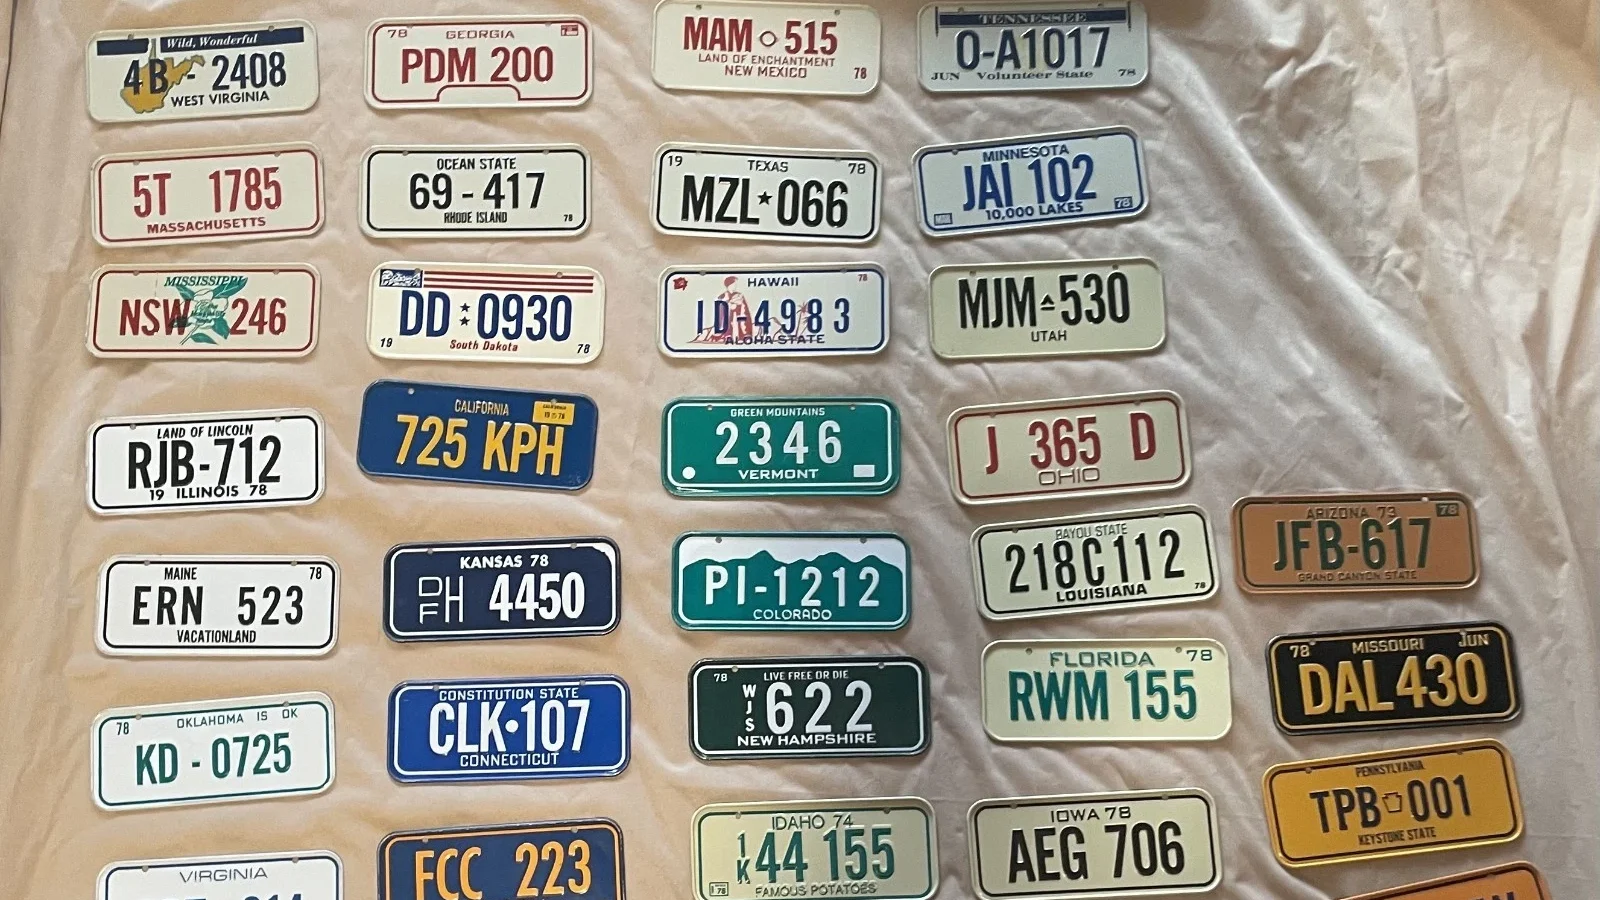 Wild, Wonderful
4B - 2408
WEST VIRGINIA
78 GEORGIA
PDM 200
MAM 515
LAND OF ENCHANTMENT
NEW MEXICO 78
TENNESSEE
0-A1017
JUN Volunteer State 78
5T 1785
MASSACHUSETTS
OCEAN STATE
69-417
RHODE ISLAND 78
19 TEXAS 78
MZL★066
MINNESOTA
JAI 102
10,000 LAKES 78
MISSISSIPPI
NSW 246
DD 0930
19 South Dakota 78
HAWAII 78
1D-4983
ALOHA STATE
MJM 530
UTAH
LAND OF LINCOLN
RJB-712
19 ILLINOIS 78
CALIFORNIA
725 KPH
GREEN MOUNTAINS
2346
VERMONT
J 365 D
OHIO
MAINE 78
ERN 523
VACATIONLAND
KANSAS 78
DF H 4450
PI-1212
COLORADO
BAYOU STATE
218C112
LOUISIANA 78
ARIZONA 73 78
JFB-617
GRAND CANYON STATE
78 OKLAHOMA IS OK
KD - 0725
CONSTITUTION STATE
CLK•107
CONNECTICUT
78 LIVE FREE OR DIE
WJS 622
NEW HAMPSHIRE
FLORIDA 78
RWM 155
78 MISSOURI JUN
DAL 430
VIRGINIA
FCC 223
IDAHO 74
1K 44 155
78 FAMOUS POTATOES
IOWA 78
AEG 706
PENNSYLVANIA
TPB 001
KEYSTONE STATE